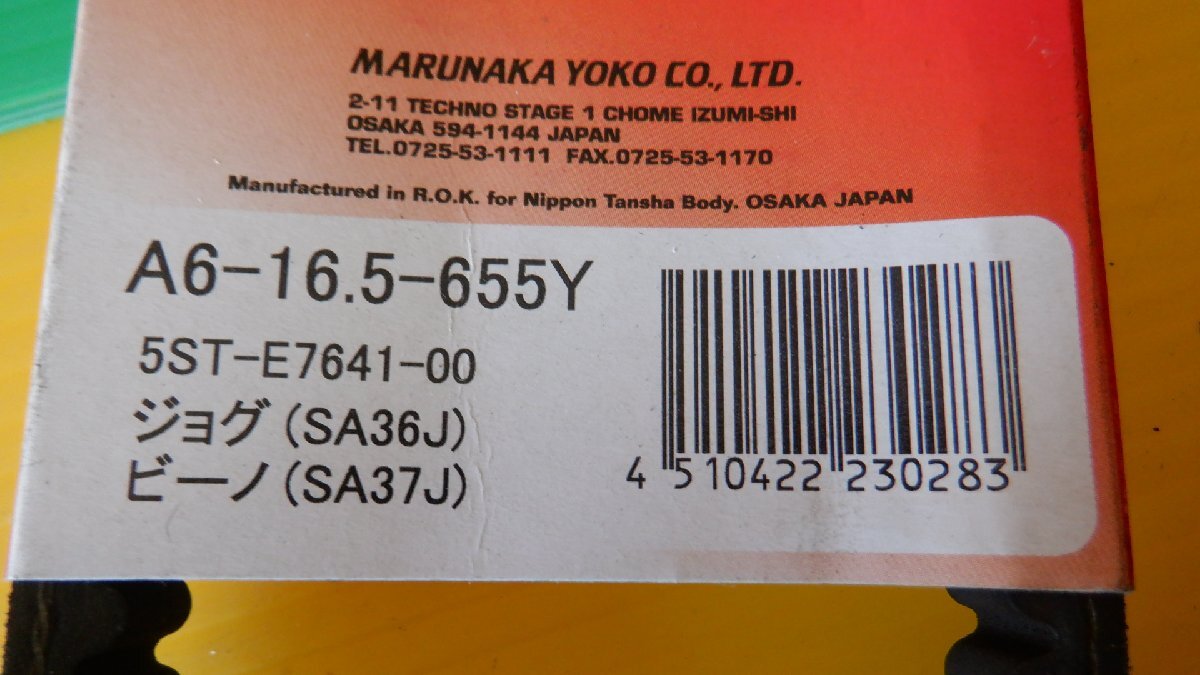 MARUNAKA YOKO CO., LTD.
2-11 TECHNO STAGE 1 CHOME IZUMI-SHI
OSAKA 594-1144 JAPAN
TEL.0725-53-1111 FAX.0725-53-1170
Manufactured in R.O.K. for Nippon Tansha Body. OSAKA JAPAN
A6-16.5-655Y
5ST-E7641-00
ジョグ(SA36J)
ビーノ(SA37J)
4 510422 230283